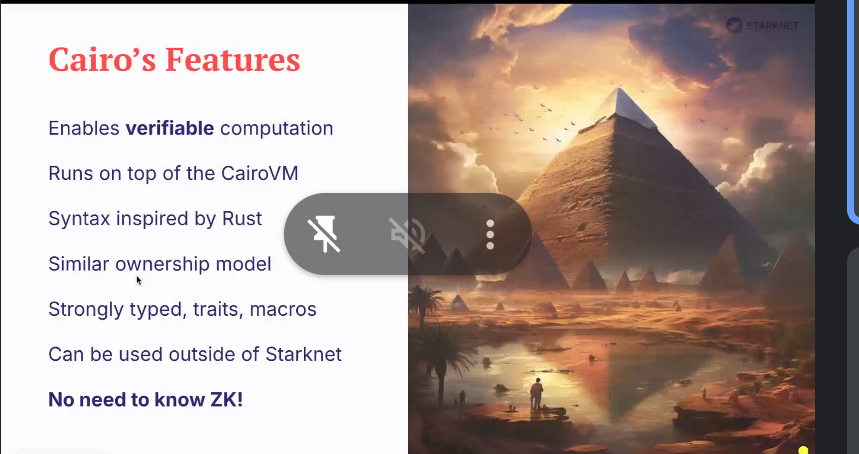 STARKNET
Cairo’s Features
Enables verifiable computation
Runs on top of the CairoVM
Syntax inspired by Rust
Similar ownership model
Strongly typed, traits, macros
Can be used outside of Starknet
No need to know ZK!